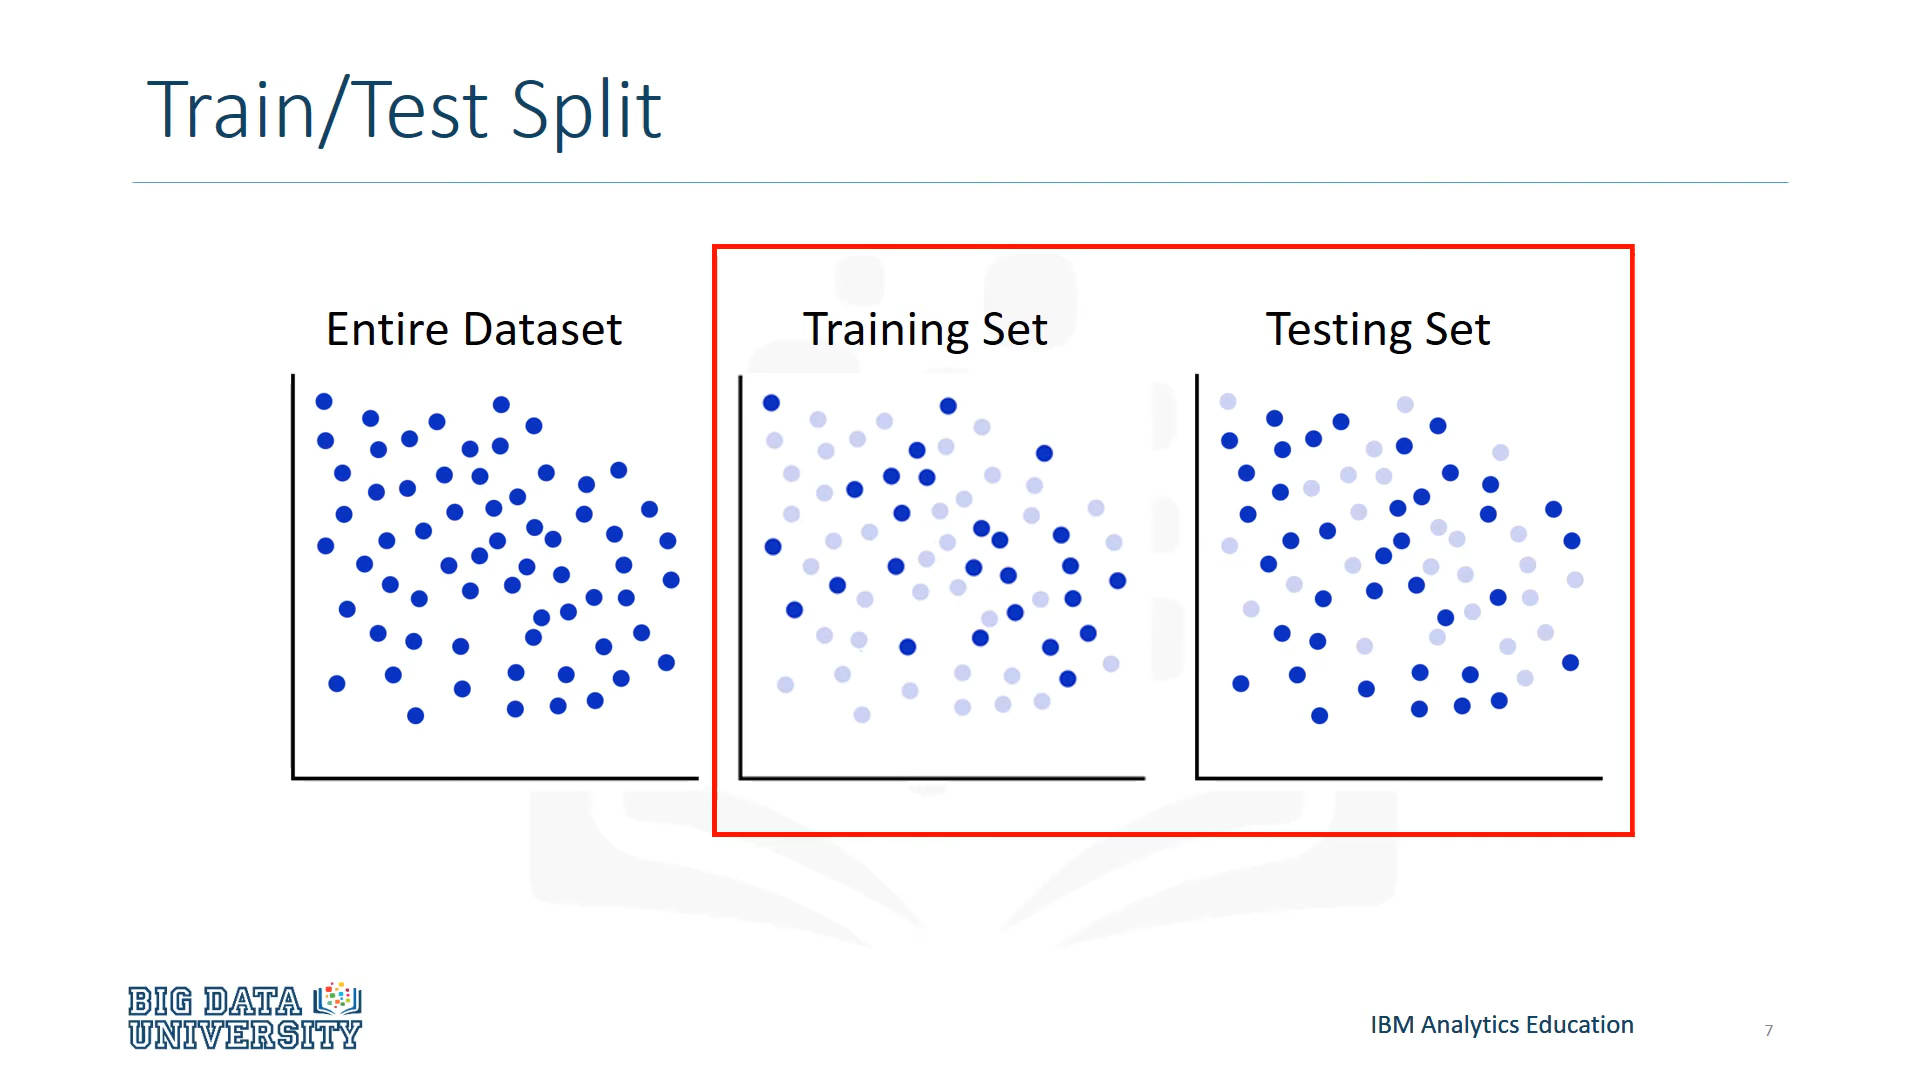 Train/Test Split
Entire Dataset
Training Set
Testing Set
BIG DATA
UNIVERSITY
IBM Analytics Education
7